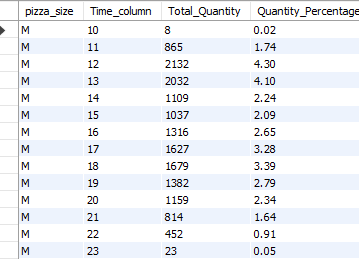 pizza_size Time_column Total_Quantity Quantity_Percentage
M 10 8 0.02
M 11 865 1.74
M 12 2132 4.30
M 13 2032 4.10
M 14 1109 2.24
M 15 1037 2.09
M 16 1316 2.65
M 17 1627 3.28
M 18 1679 3.39
M 19 1382 2.79
M 20 1159 2.34
M 21 814 1.64
M 22 452 0.91
M 23 23 0.05